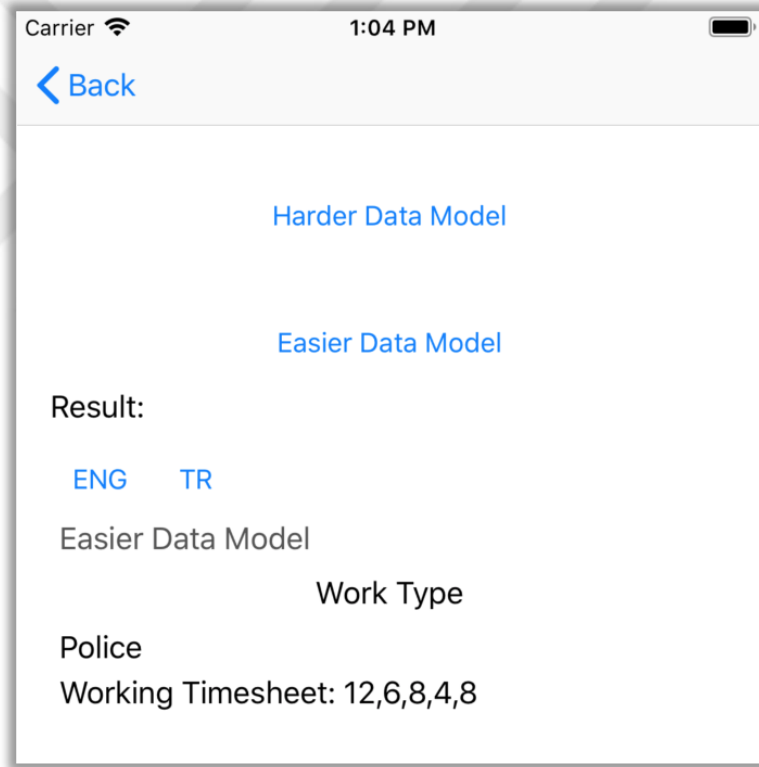 Carrier 1:04 PM
Back
Harder Data Model
Easier Data Model
Result:
ENG TR
Easier Data Model
Work Type
Police
Working Timesheet: 12,6,8,4,8